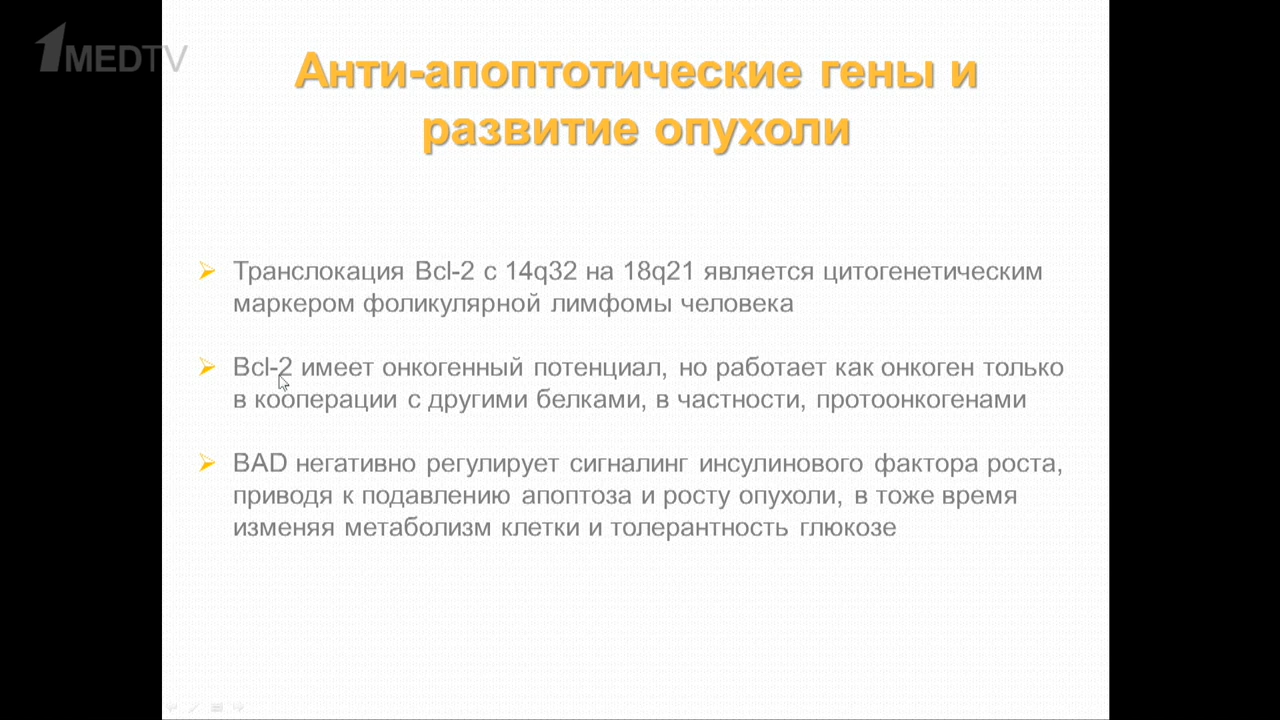 1MEDTV
Анти-апоптотические гены и
развитие опухоли
Транслокация Bcl-2 с 14q32 на 18q21 является цитогенетическим
маркером фоликулярной лимфомы человека
Bcl-2 имеет онкогенный потенциал, но работает как онкоген только
в кооперации с другими белками, в частности, протоонкогенами
BAD негативно регулирует сигналинг инсулинового фактора роста,
приводя к подавлению апоптоза и росту опухоли, в тоже время
изменяя метаболизм клетки и толерантность глюкозе